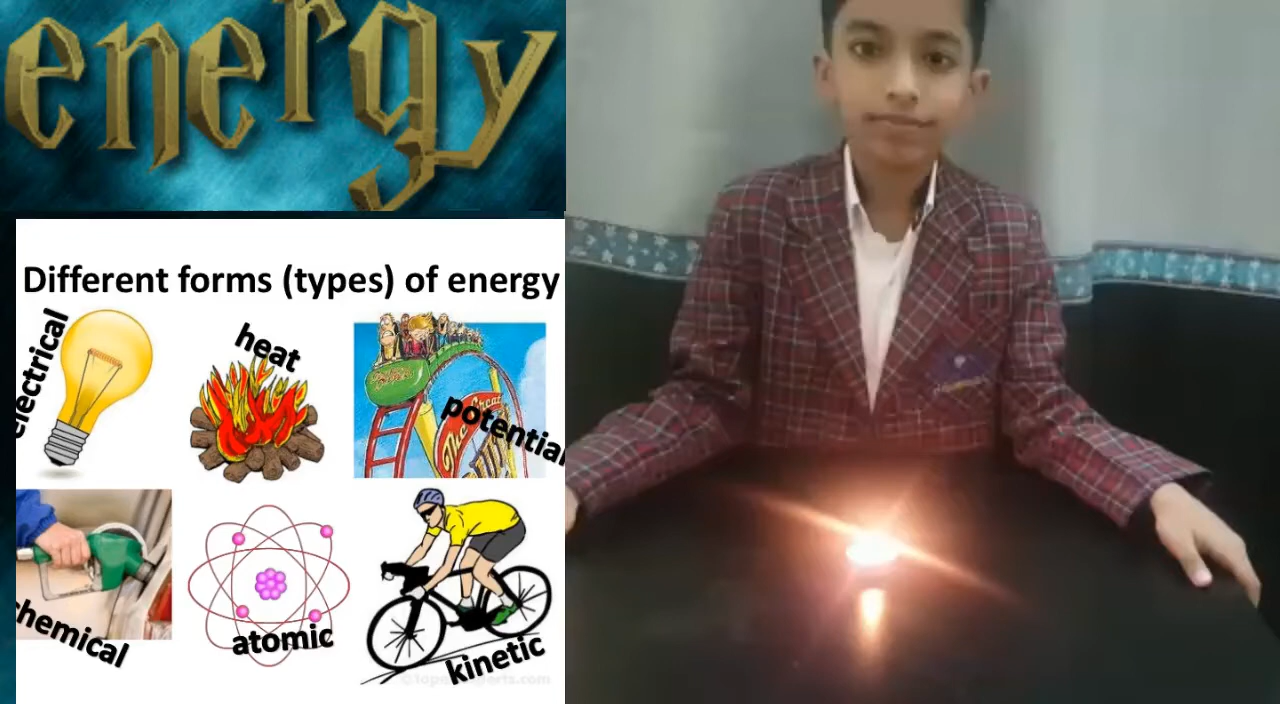 energy
Different forms (types) of energy
electrical
heat
potential
chemical
atomic
kinetic